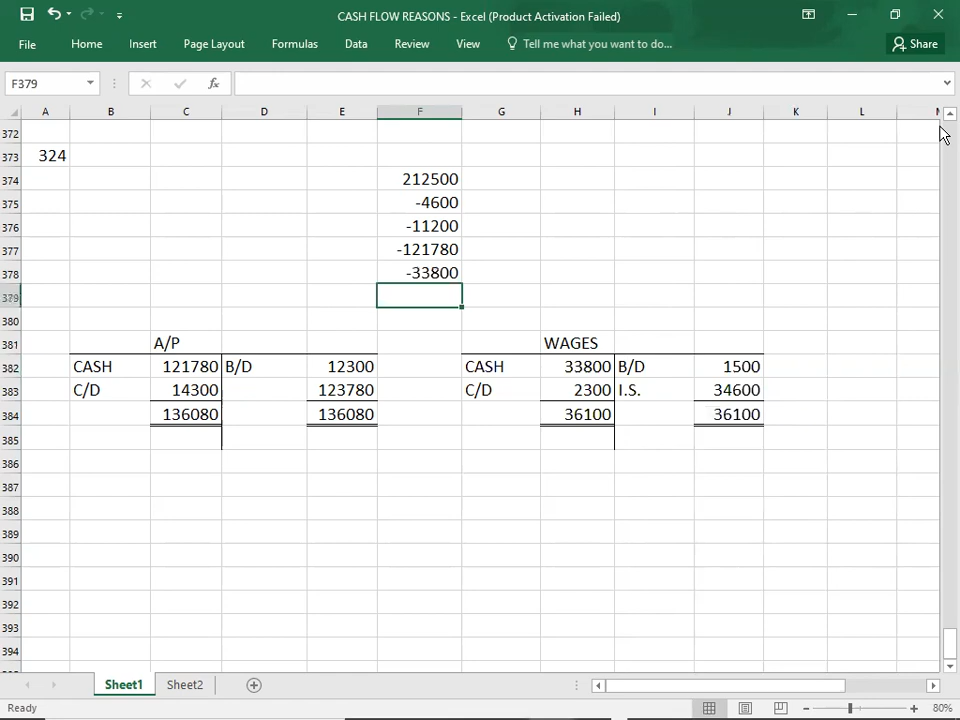 CASH FLOW REASONS - Excel (Product Activation Failed)
File Home Insert Page Layout Formulas Data Review View Tell me what you want to do... Share
F379 fx
A B C D E F G H I J K L
372
373 324
374 212500
375 -4600
376 -11200
377 -121780
378 -33800
379
380
381 A/P WAGES
382 CASH 121780 B/D 12300 CASH 33800 B/D 1500
383 C/D 14300 123780 C/D 2300 I.S. 34600
384 136080 136080 36100 36100
385
386
387
388
389
390
391
392
393
394
Sheet1 Sheet2
Ready 80%